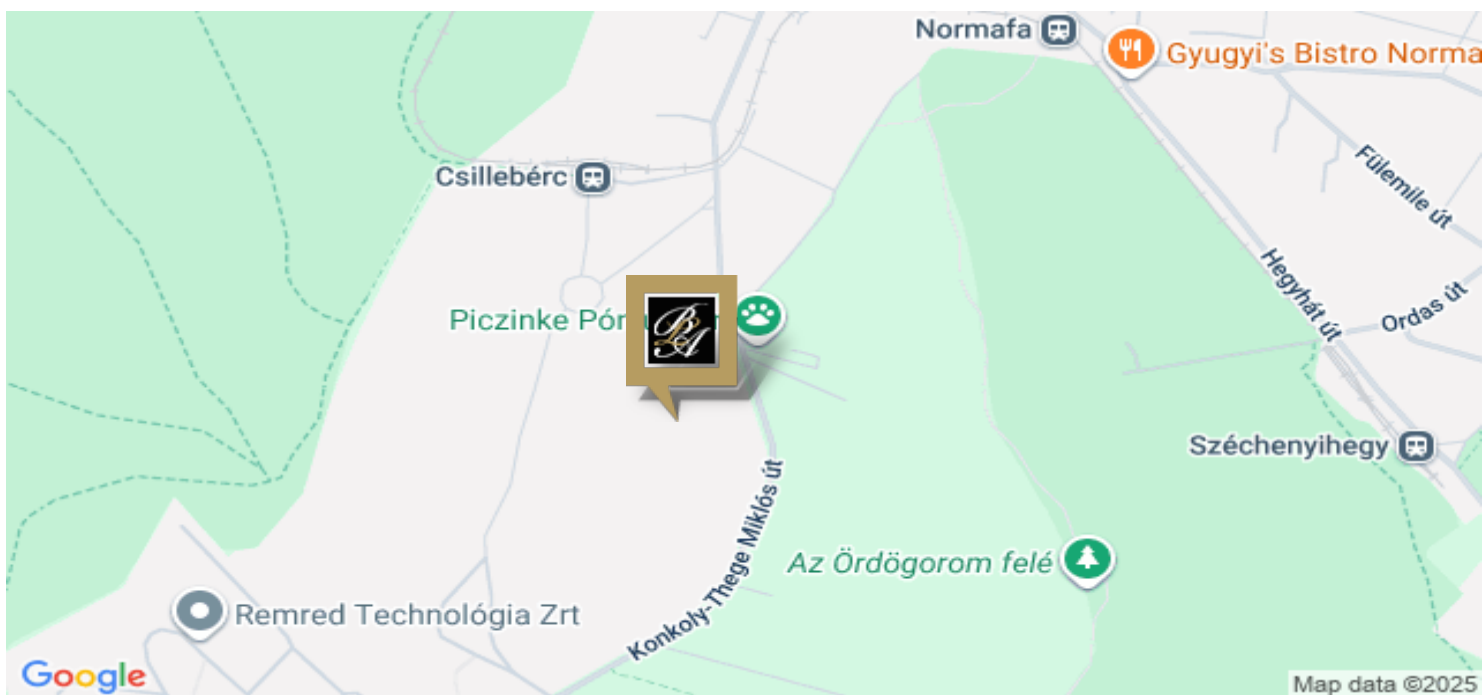 Normafa
Gyugyi's Bistro Norma
Csillebérc
Fülemile út
Hegyhát út
Ordas út
Piczinke
BLA
Széchenyihegy
Konkoly-Thege Miklós út
Az Ördögorom felé
Remred Technológia Zrt
Google
Map data ©2025